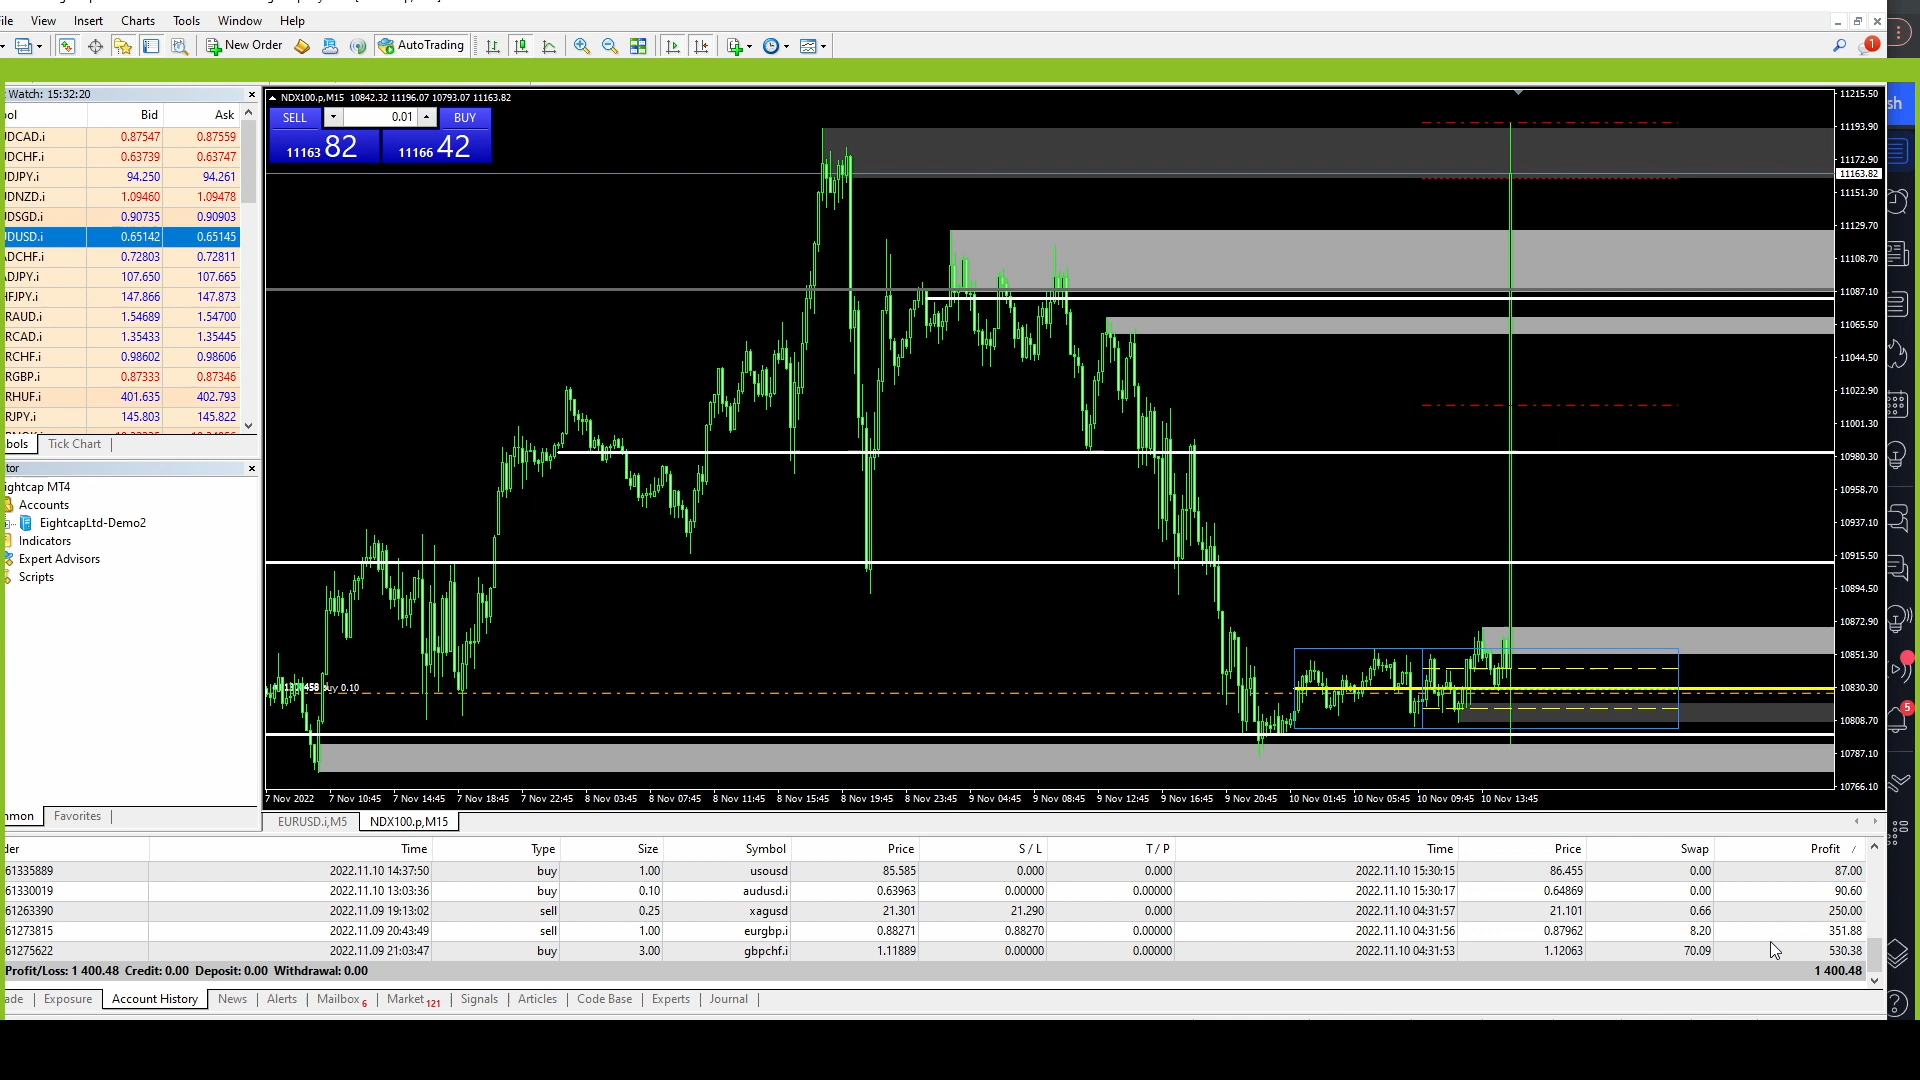 View Insert Charts Tools Window Help
New Order AutoTrading 1
Watch: 15:32:20
Bid Ask
0.87547 0.87559
0.63739 0.63747
94.250 94.261
1.09460 1.09478
0.90735 0.90903
0.65142 0.65145
0.72803 0.72811
107.650 107.665
147.866 147.873
1.54689 1.54700
1.35433 1.35445
0.98602 0.98606
0.87333 0.87346
401.635 402.793
145.803 145.822
Tick Chart
MT4
Accounts
EightcapLtd-Demo2
Indicators
Expert Advisors
Scripts
Favorites
NDX100.p,M15 10842.32 11196.07 10793.07 11163.82
SELL 0.01 BUY
11163 82 11166 42
buy 0.10
11215.50
11193.90
11172.90
11163.82
11151.30
11129.70
11108.70
11087.10
11065.50
11044.50
11022.90
11001.30
10980.30
10958.70
10937.10
10915.50
10894.50
10872.90
10851.30
10830.30
10808.70
10787.10
10766.10
7 Nov 2022 7 Nov 10:45 7 Nov 14:45 7 Nov 18:45 7 Nov 22:45 8 Nov 03:45 8 Nov 07:45 8 Nov 11:45 8 Nov 15:45 8 Nov 19:45 8 Nov 23:45 9 Nov 04:45 9 Nov 08:45 9 Nov 12:45 9 Nov 16:45 9 Nov 20:45 10 Nov 01:45 10 Nov 05:45 10 Nov 09:45 10 Nov 13:45
EURUSD.i,M5 NDX100.p,M15
Time Type Size Symbol Price S / L T / P Time Price Swap Profit /
61335889 2022.11.10 14:37:50 buy 1.00 usousd 85.585 0.000 0.000 2022.11.10 15:30:15 86.455 0.00 87.00
61330019 2022.11.10 13:03:36 buy 0.10 audusd.i 0.63963 0.00000 0.00000 2022.11.10 15:30:17 0.64869 0.00 90.60
61263390 2022.11.09 19:13:02 sell 0.25 xagusd 21.301 21.290 0.000 2022.11.10 04:31:57 21.101 0.66 250.00
61273815 2022.11.09 20:43:49 sell 1.00 eurgbp.i 0.88271 0.88270 0.00000 2022.11.10 04:31:56 0.87962 8.20 351.88
61275622 2022.11.09 21:03:47 buy 3.00 gbpchf.i 1.11889 0.00000 0.00000 2022.11.10 04:31:53 1.12063 70.09 530.38
Profit/Loss: 1 400.48 Credit: 0.00 Deposit: 0.00 Withdrawal: 0.00 1 400.48
Exposure Account History News Alerts Mailbox 6 Market 121 Signals Articles Code Base Experts Journal
5